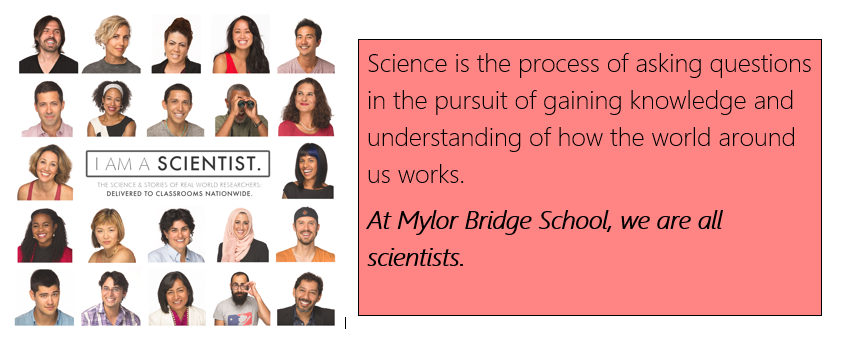 I AM A SCIENTIST.
THE SCIENCE & STORIES OF REAL WORLD RESEARCHERS:
DELIVERED TO CLASSROOMS NATIONWIDE.
Science is the process of asking questions
in the pursuit of gaining knowledge and
understanding of how the world around
us works.
At Mylor Bridge School, we are all
scientists.